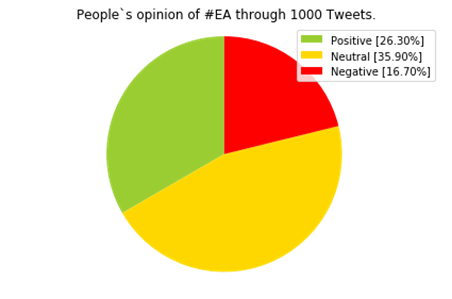 People`s opinion of #EA through 1000 Tweets.
Positive [26.30%]
Neutral [35.90%]
Negative [16.70%]